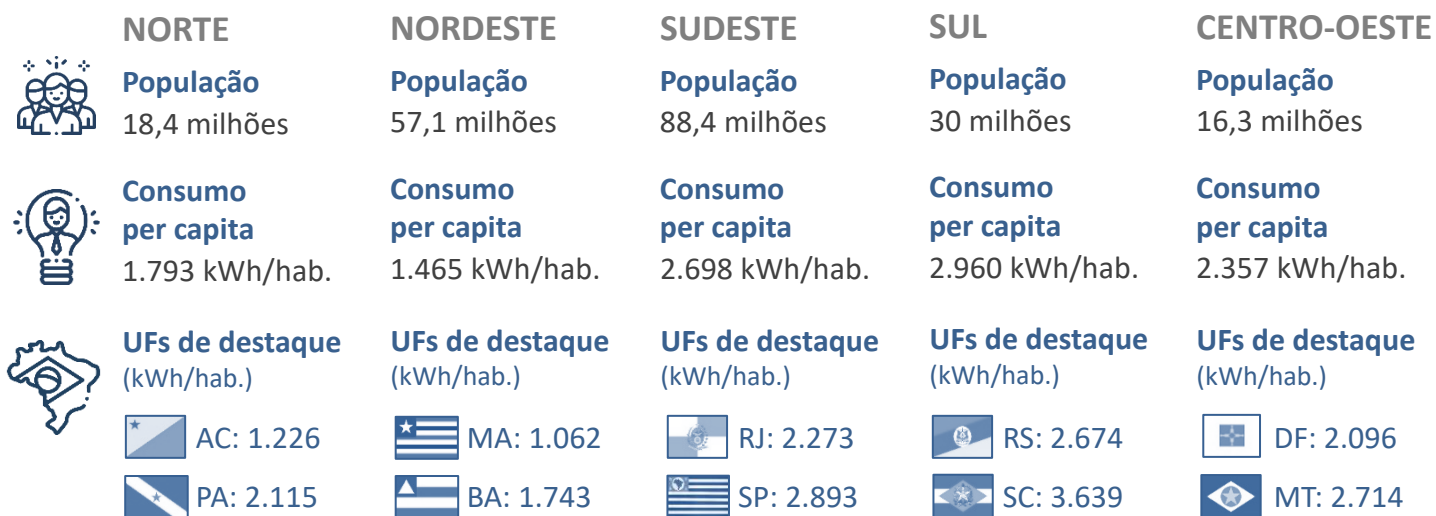 NORTE
População
18,4 milhões
Consumo
per capita
1.793 kWh/hab.
UFs de destaque
(kWh/hab.)
AC: 1.226
PA: 2.115
NORDESTE
População
57,1 milhões
Consumo
per capita
1.465 kWh/hab.
UFs de destaque
(kWh/hab.)
MA: 1.062
BA: 1.743
SUDESTE
População
88,4 milhões
Consumo
per capita
2.698 kWh/hab.
UFs de destaque
(kWh/hab.)
RJ: 2.273
SP: 2.893
SUL
População
30 milhões
Consumo
per capita
2.960 kWh/hab.
UFs de destaque
(kWh/hab.)
RS: 2.674
SC: 3.639
CENTRO-OESTE
População
16,3 milhões
Consumo
per capita
2.357 kWh/hab.
UFs de destaque
(kWh/hab.)
DF: 2.096
MT: 2.714